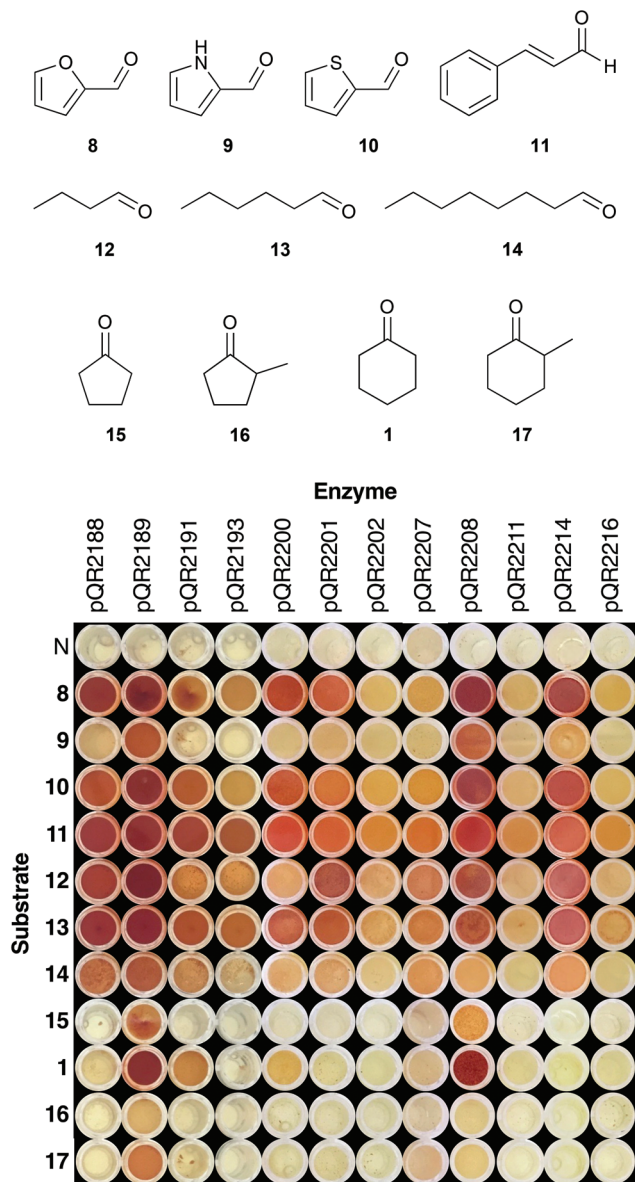 O O N H O S O O H
8 9 10 11
O O O
12 13 14
O O O O
15 16 1 17
Enzyme
pQR2188 pQR2189 pQR2191 pQR2193 pQR2200 pQR2201 pQR2202 pQR2207 pQR2208 pQR2211 pQR2214 pQR2216
Substrate
N
8
9
10
11
12
13
14
15
1
16
17